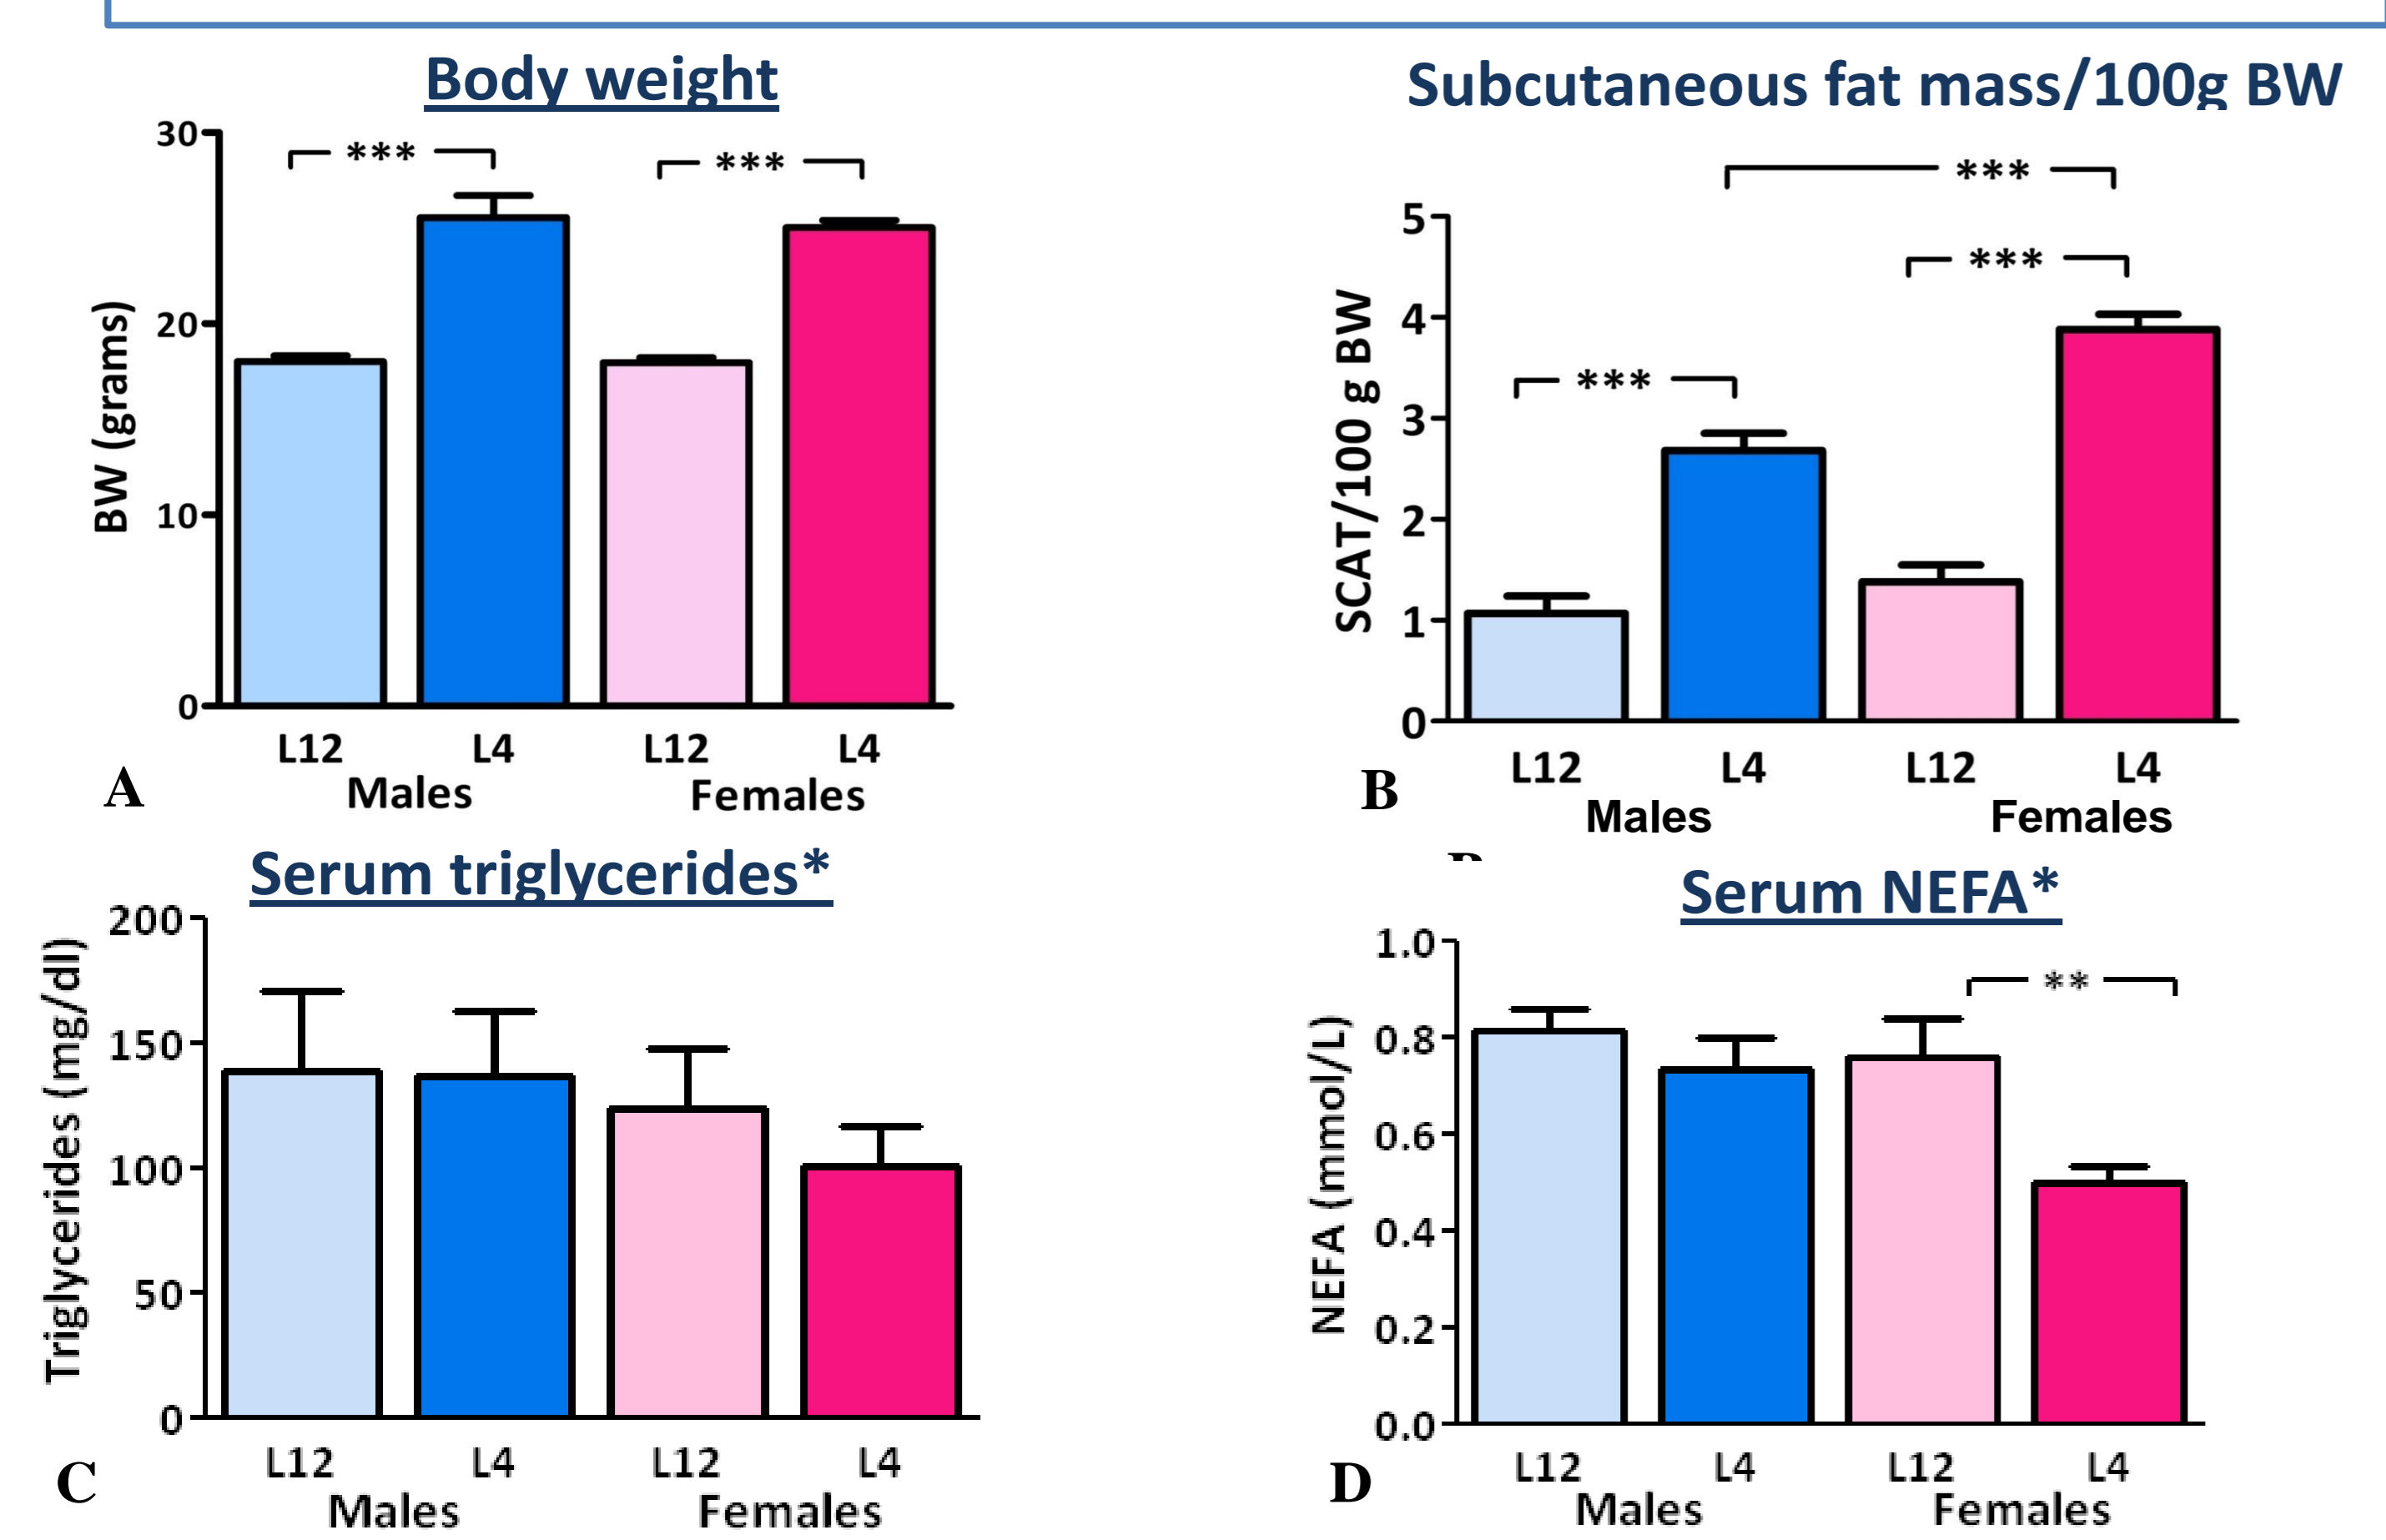 Body weight
30
20
10
0
BW (grams)
*** ***
L12 L4 L12 L4
Males Females
A
Subcutaneous fat mass/100g BW
***
***
***
5
4
3
2
1
0
SCAT/100 g BW
L12 L4 L12 L4
Males Females
B
Serum triglycerides*
200
150
100
50
0
Triglycerides (mg/dl)
L12 L4 L12 L4
Males Females
C
Serum NEFA*
1.0
0.8
0.6
0.4
0.2
0.0
NEFA (mmol/L)
**
L12 L4 L12 L4
Males Females
D